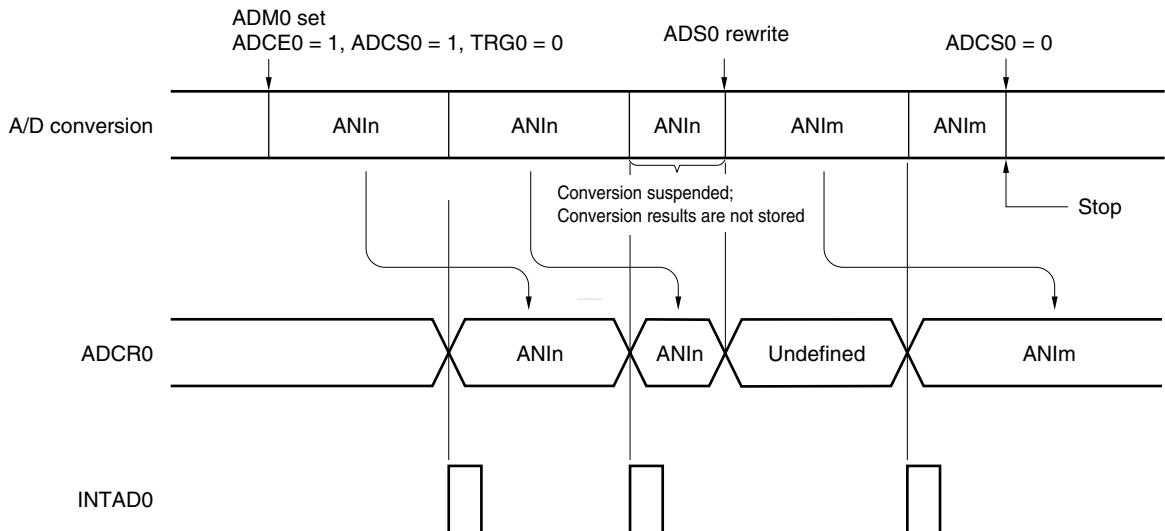 ADM0 set
ADCE0 = 1, ADCS0 = 1, TRG0 = 0
ADS0 rewrite
ADCS0 = 0
A/D conversion
ANIn
ANIn
ANIn
ANIm
ANIm
Conversion suspended;
Conversion results are not stored
Stop
ADCR0
ANIn
ANIn
Undefined
ANIm
INTAD0